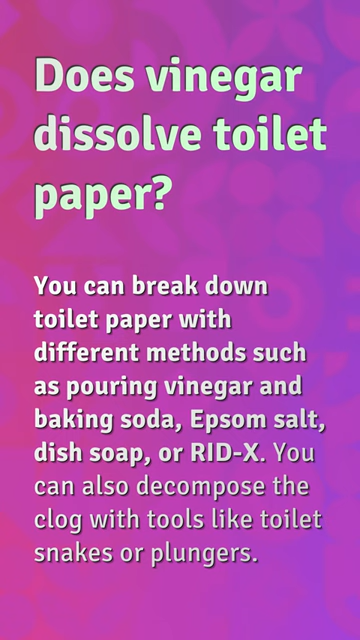 Does vinegar
dissolve toilet
paper?
You can break down
toilet paper with
different methods such
as pouring vinegar and
baking soda, Epsom salt,
dish soap, or RID-X. You
can also decompose the
clog with tools like toilet
snakes or plungers.